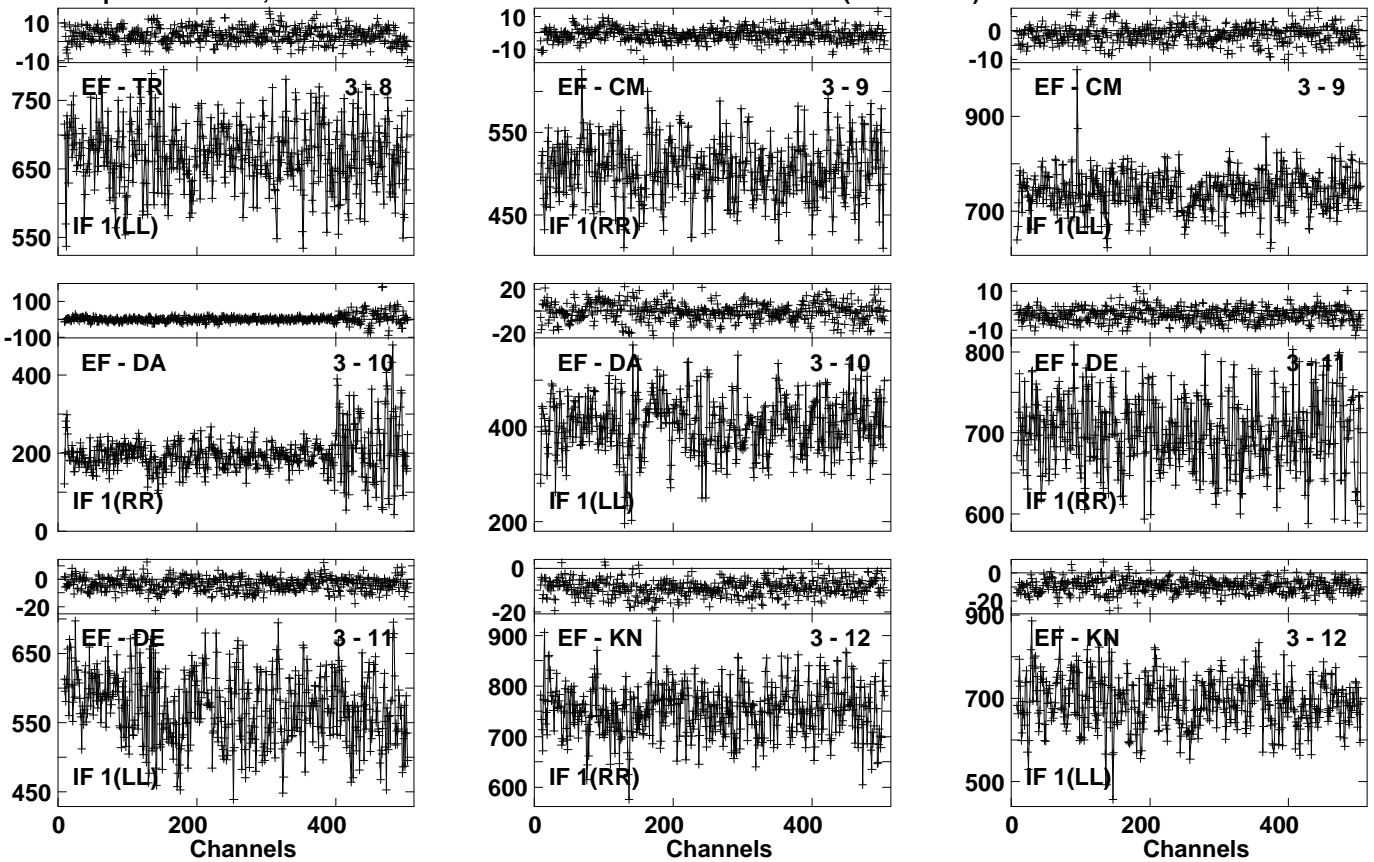 10
-10
EF - TR 3 - 8
750
650
550
IF 1(LL)
10
-10
EF - CM 3 - 9
550
450
IF 1(RR)
0
-10
EF - CM 3 - 9
900
700
IF 1(LL)
100
-100
EF - DA 3 - 10
400
200
0
IF 1(RR)
20
-20
EF - DA 3 - 10
400
200
IF 1(LL)
10
-10
EF - DE 3 - 11
800
700
600
IF 1(RR)
0
-20
EF - DE 3 - 11
650
550
450
IF 1(LL)
0 200 400
Channels
0
-20
EF - KN 3 - 12
900
800
700
600
IF 1(RR)
0 200 400
Channels
0
-20
EF - KN 3 - 12
900
700
500
IF 1(LL)
0 200 400
Channels